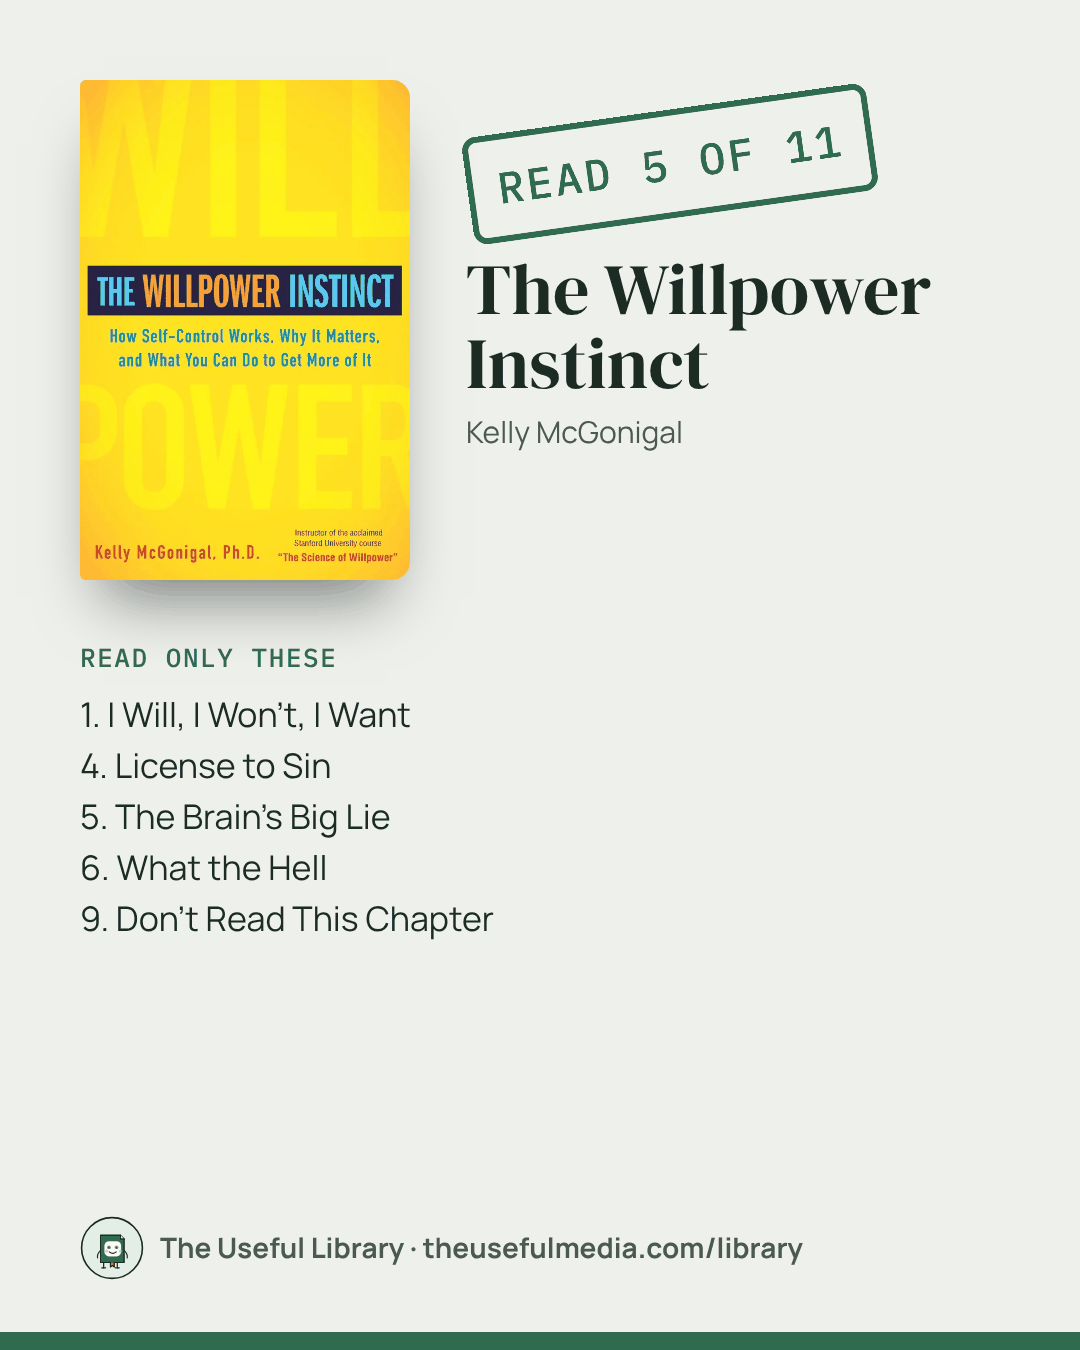 WILL
THE WILLPOWER INSTINCT
How Self-Control Works, Why It Matters,
and What You Can Do to Get More of It
POWER
Kelly McGonigal, Ph.D.
Instructor of the acclaimed
Stanford University course
"The Science of Willpower"
READ 5 OF 11
The Willpower
Instinct
Kelly McGonigal
READ ONLY THESE
1. I Will, I Won't, I Want
4. License to Sin
5. The Brain's Big Lie
6. What the Hell
9. Don't Read This Chapter
The Useful Library · theusefulmedia.com/library